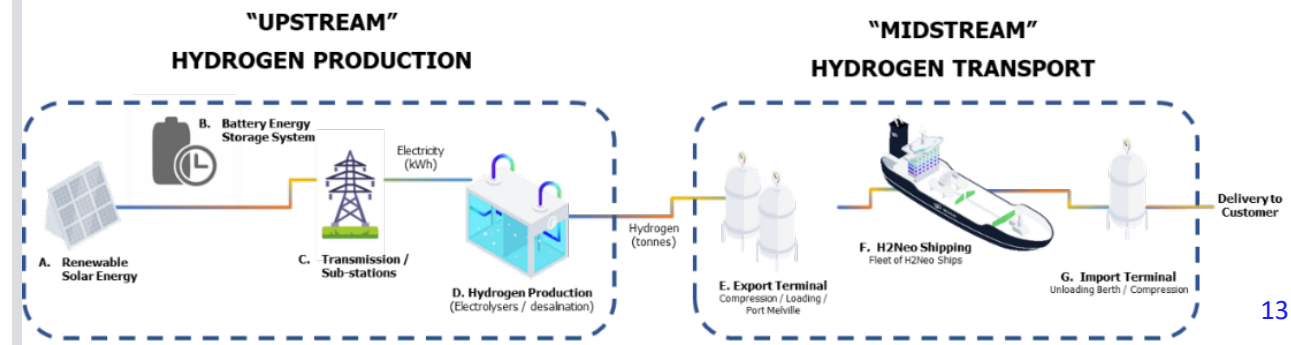 “UPSTREAM”
HYDROGEN PRODUCTION
“MIDSTREAM”
HYDROGEN TRANSPORT
B. Battery Energy
Storage System
Electricity
(kWh)
A. Renewable
Solar Energy
C. Transmission /
Sub-stations
D. Hydrogen Production
(Electrolysers / desalnation)
Hydrogen
(tonnes)
E. Export Terminal
Compression / Loading /
Port Melville
F. H2Neo Shipping
Fleet of H2Neo Ships
G. Import Terminal
Unloading Berth / Compression
Delivery to
Customer
13